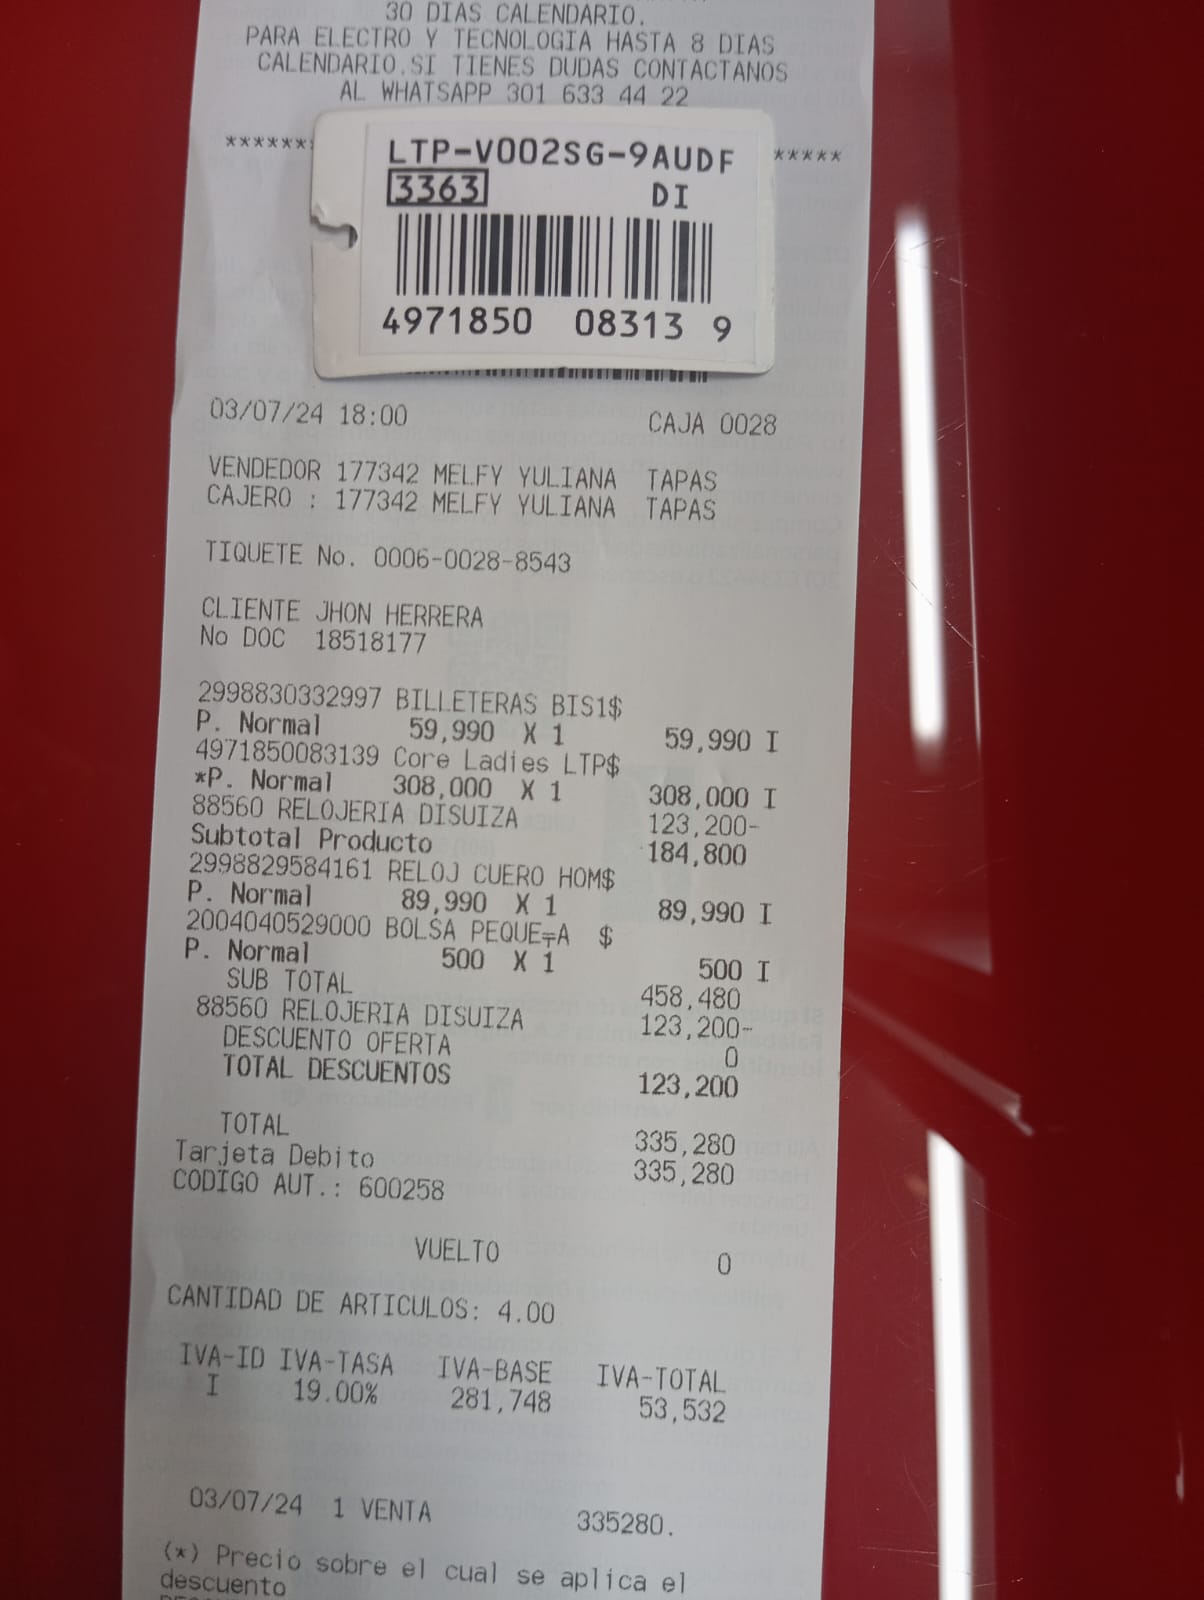 30 DIAS CALENDARIO.
PARA ELECTRO Y TECNOLOGIA HASTA 8 DIAS
CALENDARIO.SI TIENES DUDAS CONTACTANOS
AL WHATSAPP 301 633 44 22
****** *****
LTP-V002SG-9AUDF
3363 DI
4971850 08313 9
03/07/24 18:00 CAJA 0028
VENDEDOR 177342 MELFY YULIANA TAPAS
CAJERO : 177342 MELFY YULIANA TAPAS
TIQUETE No. 0006-0028-8543
CLIENTE JHON HERRERA
No DOC 18518177
2998830332997 BILLETERAS BIS1$
P. Normal 59,990 X 1 59,990 I
4971850083139 Core Ladies LTP$
*P. Normal 308,000 X 1 308,000 I
88560 RELOJERIA DISUIZA 123,200-
Subtotal Producto 184,800
2998829584161 RELOJ CUERO HOM$
P. Normal 89,990 X 1 89,990 I
2004040529000 BOLSA PEQUE╤A $
P. Normal 500 X 1 500 I
SUB TOTAL 458,480
88560 RELOJERIA DISUIZA 123,200-
DESCUENTO OFERTA 0
TOTAL DESCUENTOS 123,200
TOTAL 335,280
Tarjeta Debito 335,280
CODIGO AUT.: 600258
VUELTO 0
CANTIDAD DE ARTICULOS: 4.00
IVA-ID IVA-TASA IVA-BASE IVA-TOTAL
I 19.00% 281,748 53,532
03/07/24 1 VENTA 335280.
(*) Precio sobre el cual se aplica el
descuento